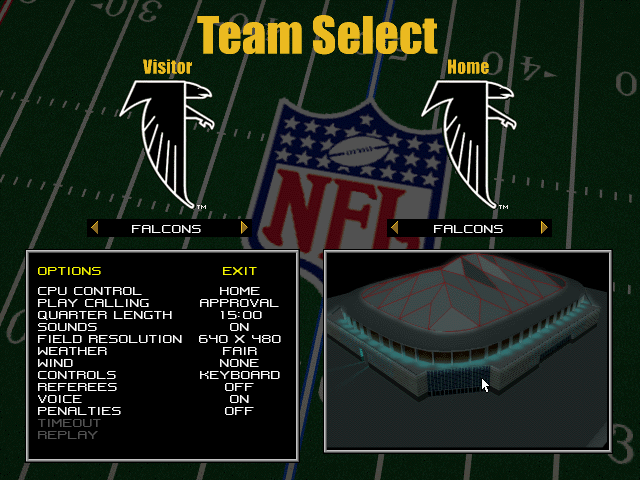 Team Select
Visitor Home
TM TM
NFL
FALCONS FALCONS
OPTIONS EXIT
CPU CONTROL HOME
PLAY CALLING APPROVAL
QUARTER LENGTH 15:00
SOUNDS ON
FIELD RESOLUTION 640 X 480
WEATHER FAIR
WIND NONE
CONTROLS KEYBOARD
REFEREES OFF
VOICE ON
PENALTIES OFF
TIMEOUT
REPLAY